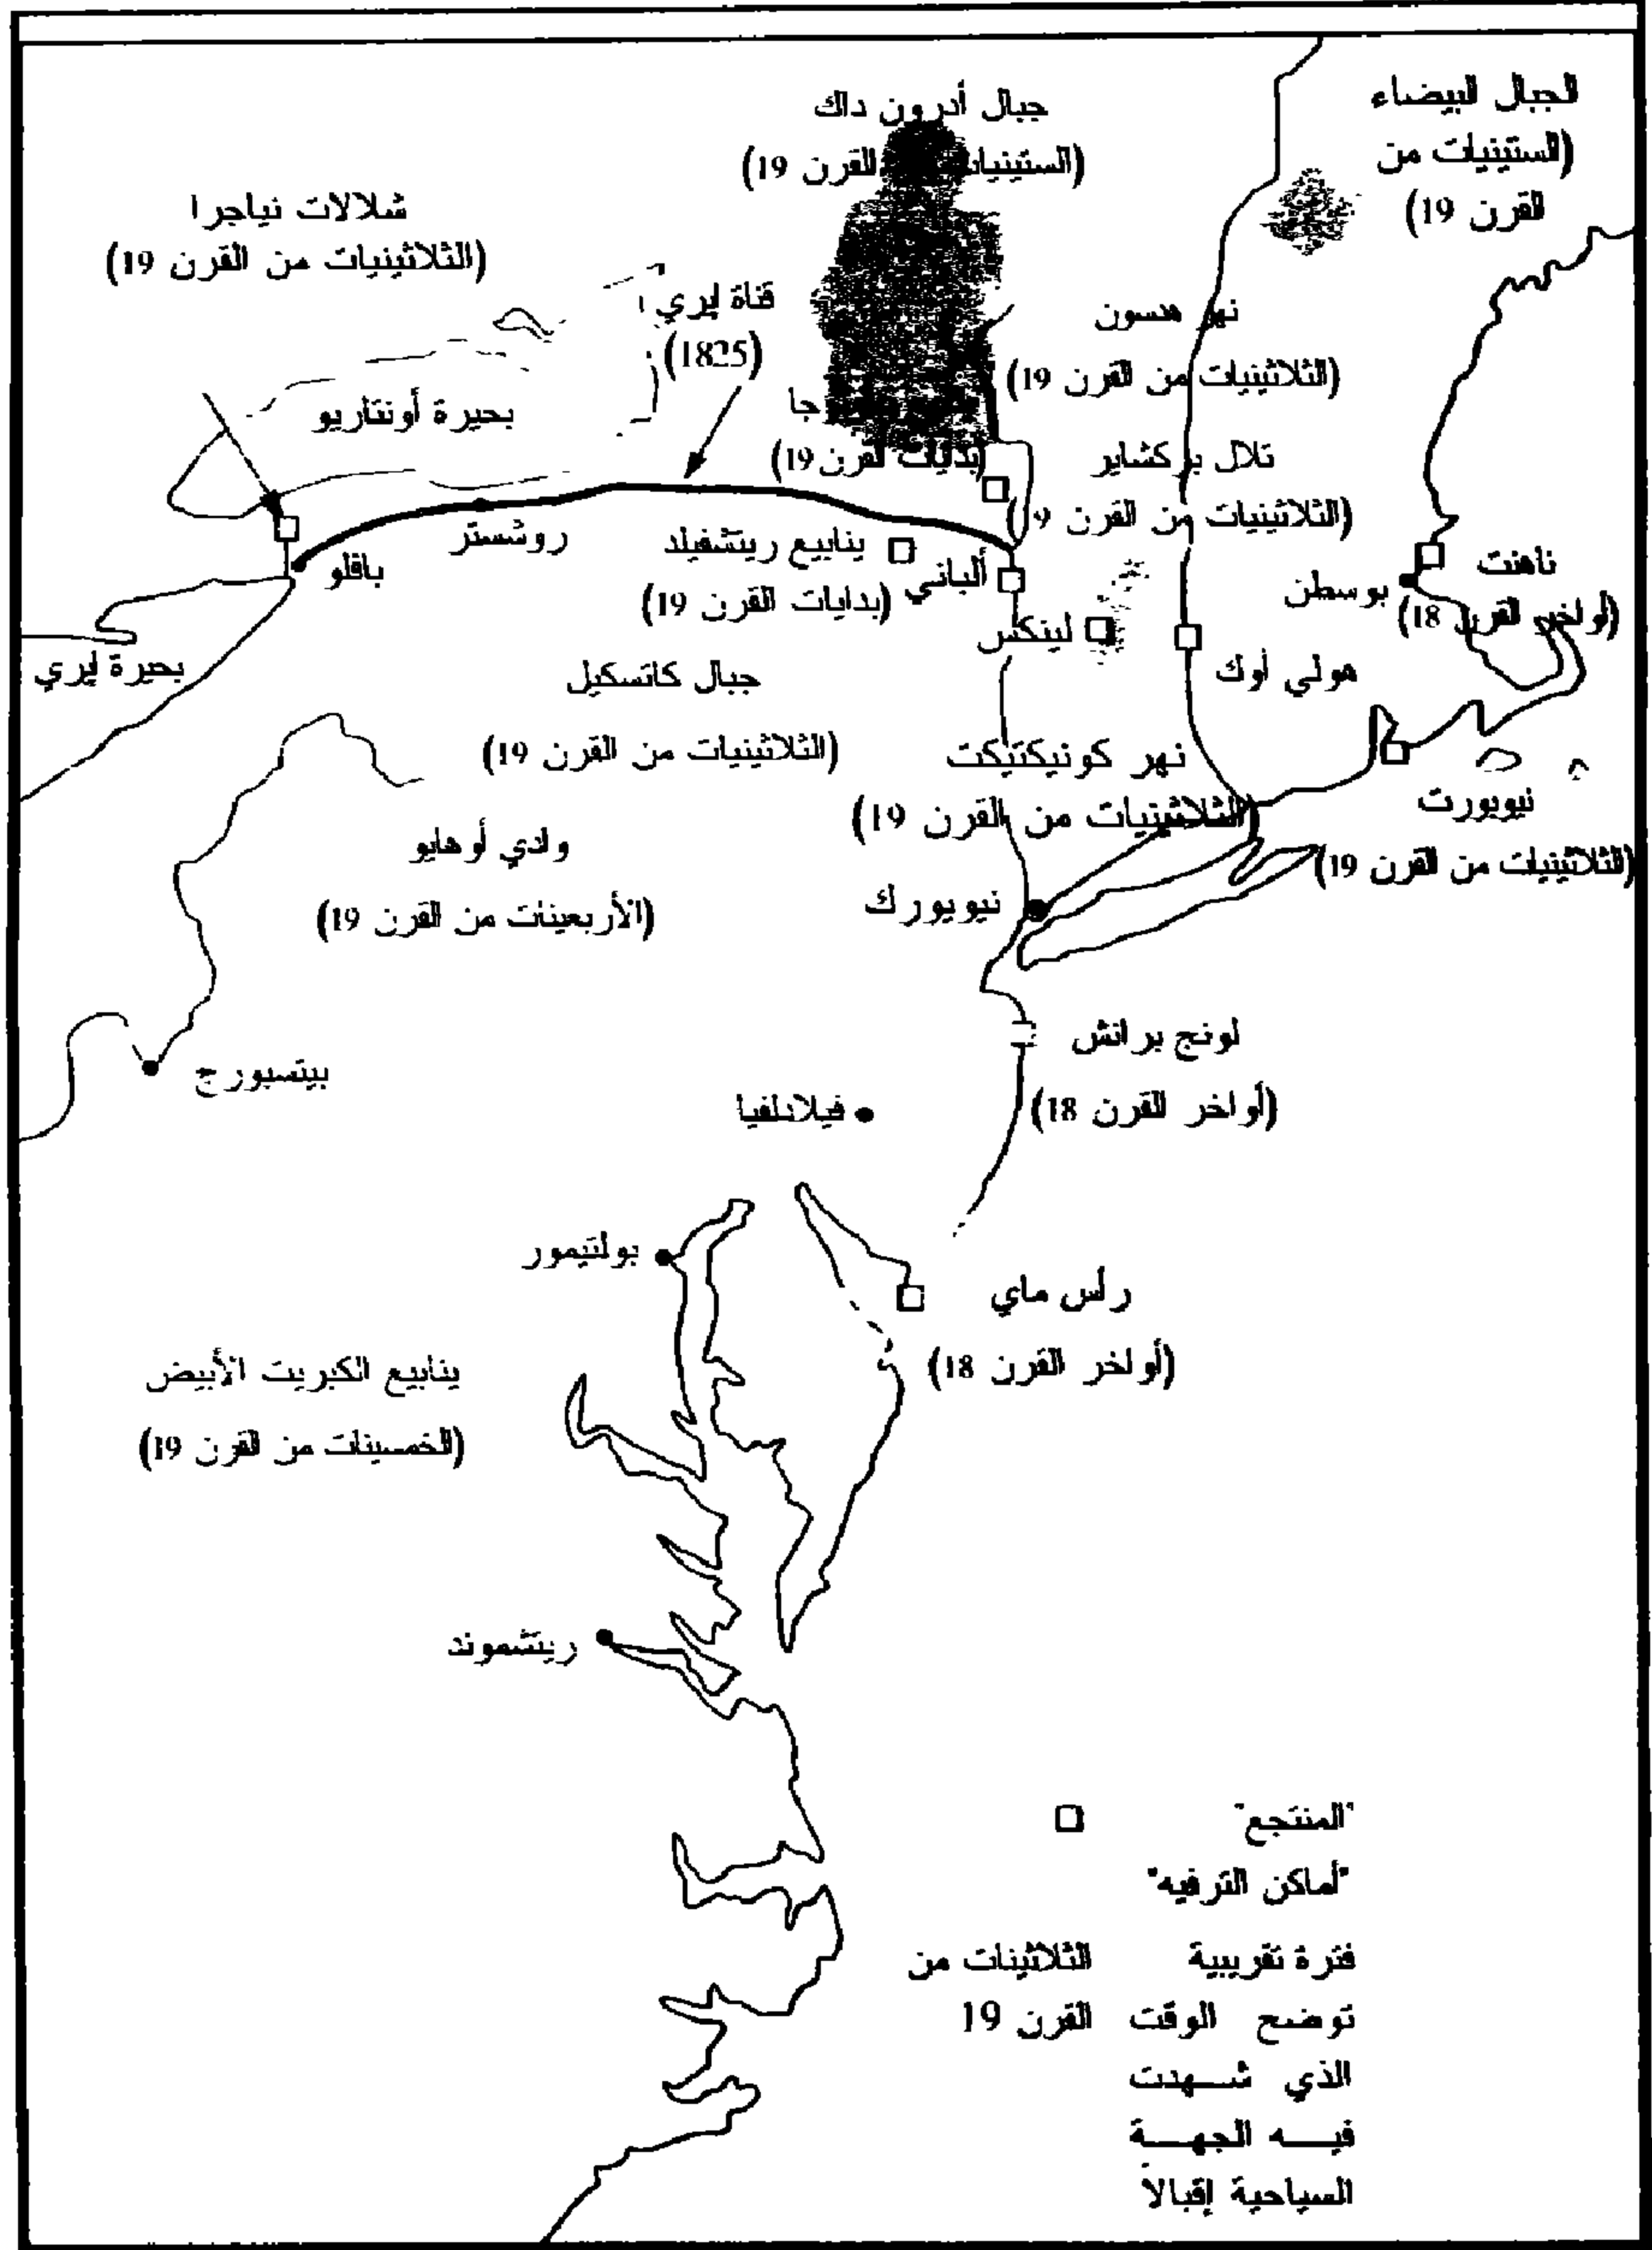 الجبال البيضاء
(الستينيات من
القرن 19)
جبال أدرون داك
(الستينيات القرن 19)
شلالات نياجرا
(الثلاثينيات من القرن 19)
قناة إيري
(1825)
نهر هدسون
(الثلاثينيات من القرن 19)
بحيرة أونتاريو
جا
(بدايات القرن 19)
تلال بركشاير
(الثلاثينيات من القرن 19)
روشستر
بافلو
ينابيع ريتشفيلد
(بدايات القرن 19)
ألباني
ناهنت
(أواخر القرن 18)
بوسطن
لينكس
هولي أوك
بحيرة إيري
جبال كاتسكيل
(الثلاثينيات من القرن 19)
نهر كونيكتيكت
(الثلاثينيات من القرن 19)
نيوبورت
(الثلاثينيات من القرن 19)
وادي أوهايو
(الأربعينات من القرن 19)
نيويورك
لونج برانش
(أواخر القرن 18)
بيتسبورج
فيلادلفيا
بولتيمور
رأس ماي
(أواخر القرن 18)
ينابيع الكبريت الأبيض
(الخمسينات من القرن 19)
ريتشموند
"المنتجع"
"أماكن الترفيه"
فترة تقريبية الثلاثينات من
توضح الوقت القرن 19
الذي شهدت
فيه الجهة
السياحية إقبالاً